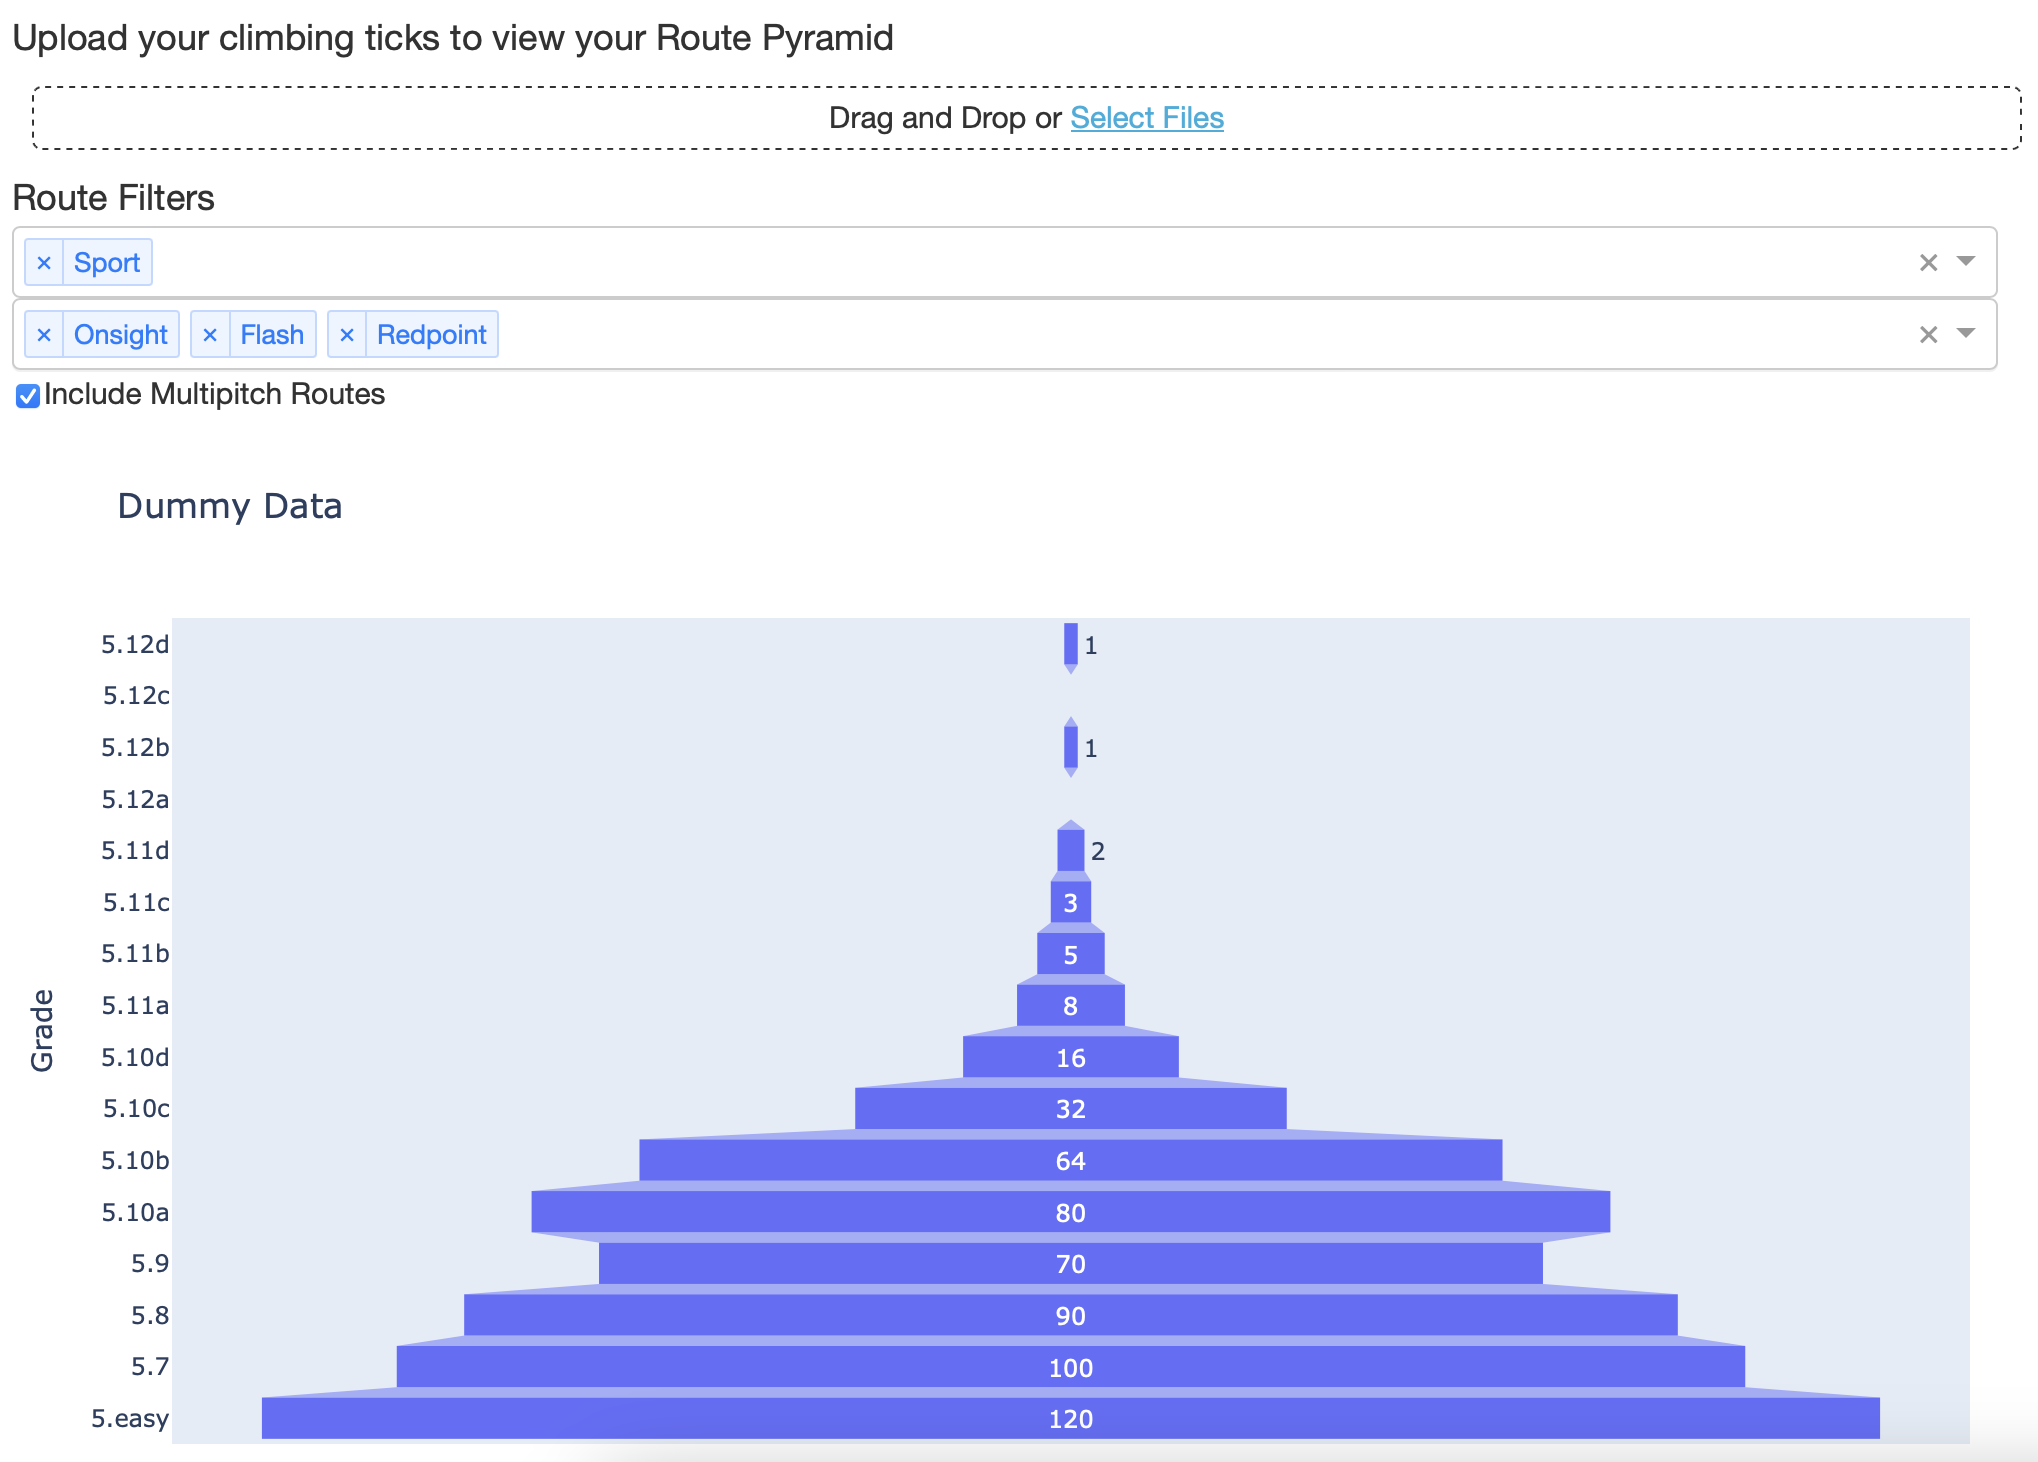 Upload your climbing ticks to view your Route Pyramid
Drag and Drop or Select Files
Route Filters
× Sport
× Onsight × Flash × Redpoint
Include Multipitch Routes
Dummy Data
Grade
5.12d 1
5.12c
5.12b 1
5.12a
5.11d 2
5.11c 3
5.11b 5
5.11a 8
5.10d 16
5.10c 32
5.10b 64
5.10a 80
5.9 70
5.8 90
5.7 100
5.easy 120